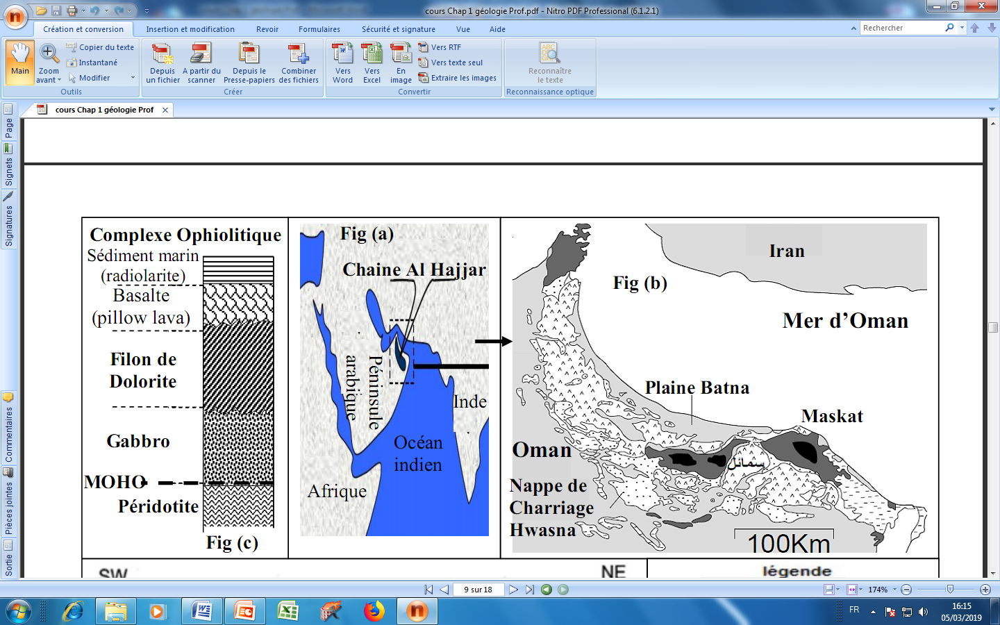 cours Chap 1 géologie Prof.pdf - Nitro PDF Professional (6.1.2.1)
Création et conversion
Insertion et modification
Revoir
Formulaires
Sécurité et signature
Vue
Aide
Rechercher
Main
Zoom avant
Copier du texte
Instantané
Modifier
Outils
Depuis un fichier
A partir du scanner
Depuis le Presse-papiers
Combiner des fichiers
Créer
Vers Word
Vers Excel
En image
Vers RTF
Vers texte seul
Extraire les images
Convertir
ABC
Reconnaître le texte
Reconnaissance optique
cours Chap 1 géologie Prof
Page
Signets
Signatures
Commentaires
Pièces jointes
Sortie
Complexe Ophiolitique
Sédiment marin
(radiolarite)
Basalte
(pillow lava)
Filon de
Dolorite
Gabbro
MOHO
Péridotite
Fig (c)
Fig (a)
Chaine Al Hajjar
Péninsule
arabique
Inde
Océan
indien
Afrique
Iran
Fig (b)
Mer d'Oman
Plaine Batna
Maskat
Oman
سمائل
Nappe de
Charriage
Hwasna
100Km
SW
NE
légende
9 sur 18
174%
FR
16:15
05/03/2019